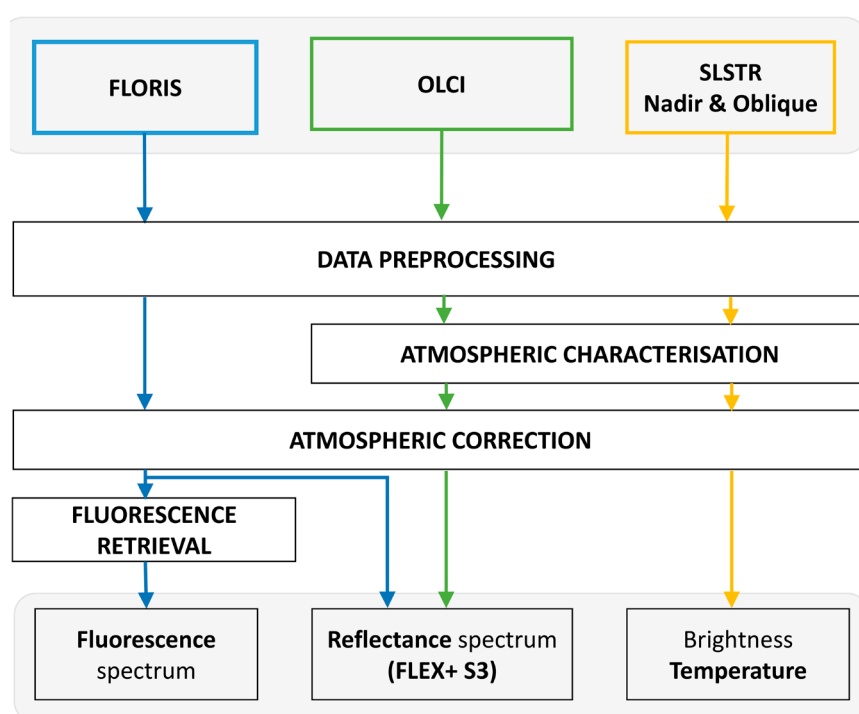 FLORIS
OLCI
SLSTR
Nadir & Oblique
DATA PREPROCESSING
ATMOSPHERIC CHARACTERISATION
ATMOSPHERIC CORRECTION
FLUORESCENCE
RETRIEVAL
Fluorescence
spectrum
Reflectance spectrum
(FLEX+ S3)
Brightness
Temperature